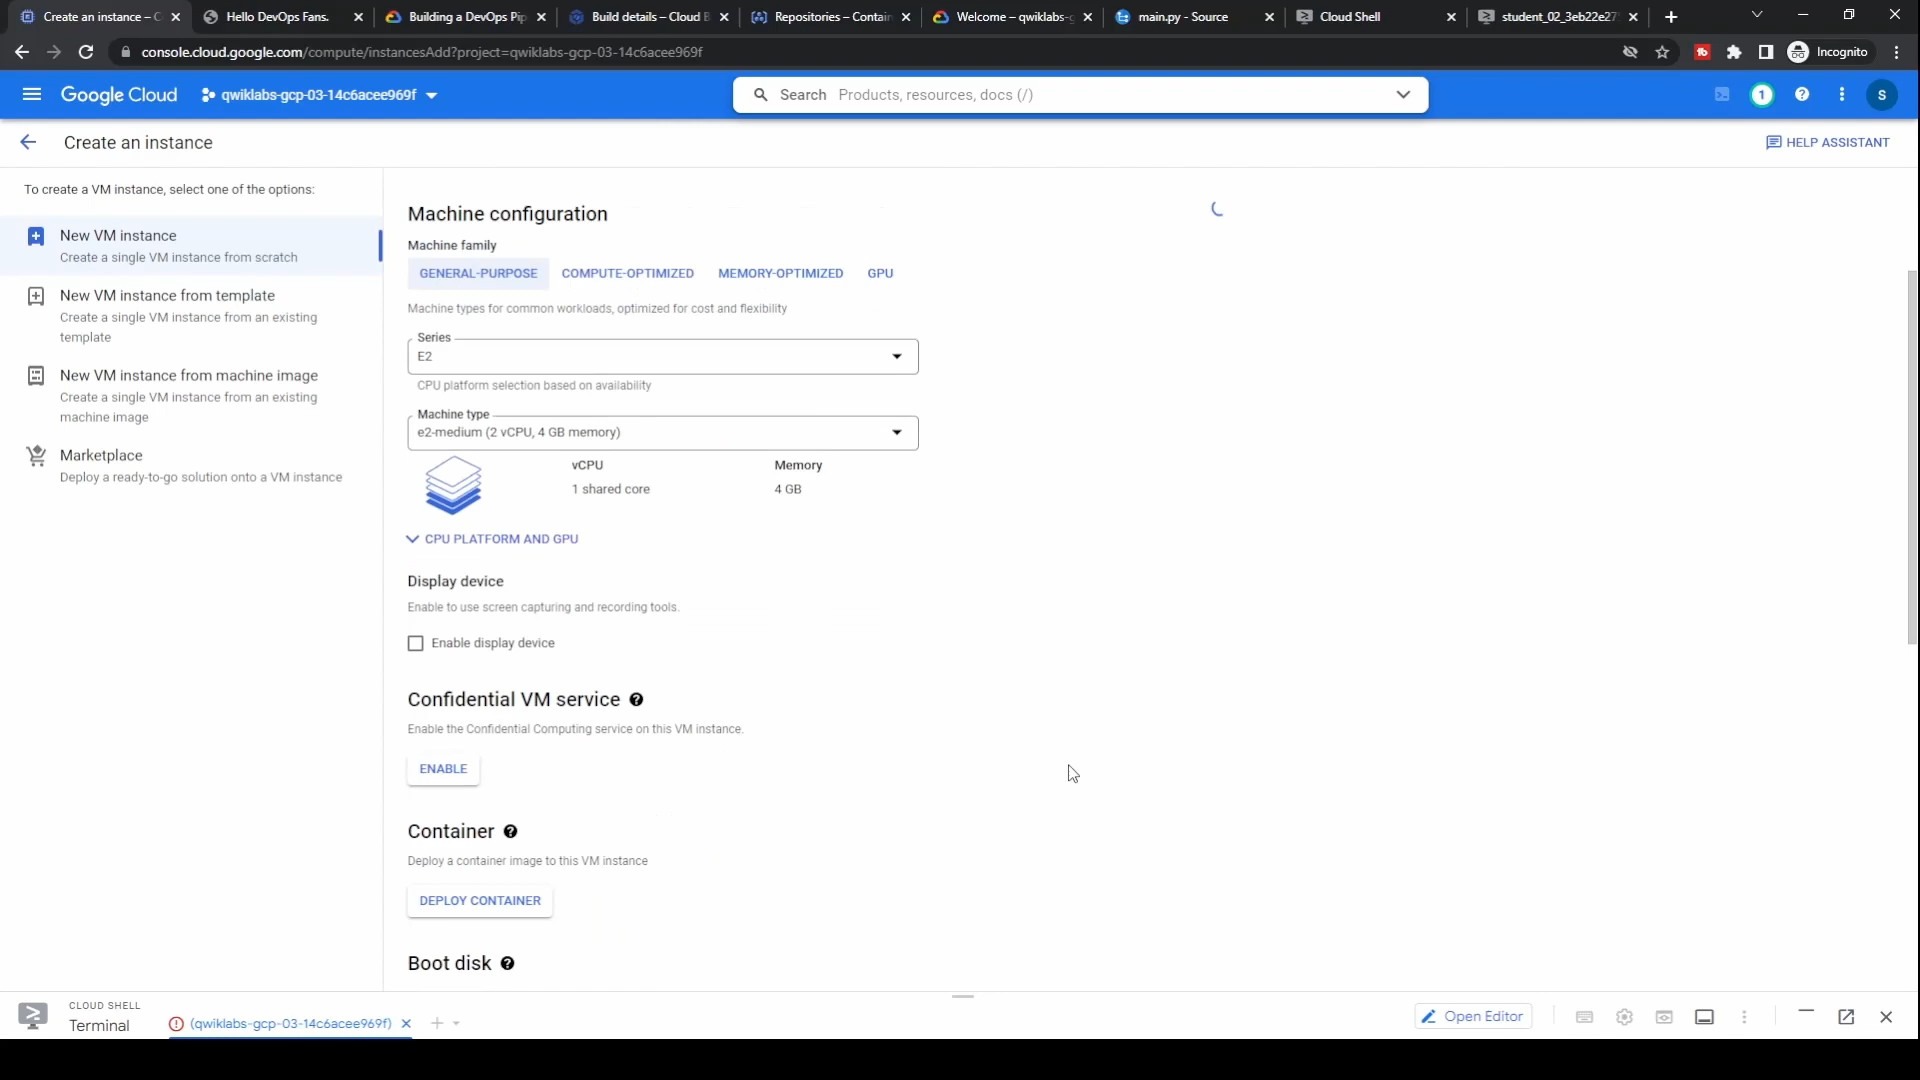 Create an instance – C
Hello DevOps Fans.
Building a DevOps Pip
Build details – Cloud B
Repositories – Contain
Welcome – qwiklabs-g
main.py - Source
Cloud Shell
student_02_3eb22e27
console.cloud.google.com/compute/instancesAdd?project=qwiklabs-gcp-03-14c6acee969f
Incognito
Google Cloud
qwiklabs-gcp-03-14c6acee969f
Search Products, resources, docs (/)
1
S
Create an instance
HELP ASSISTANT
To create a VM instance, select one of the options:
New VM instance
Create a single VM instance from scratch
New VM instance from template
Create a single VM instance from an existing
template
New VM instance from machine image
Create a single VM instance from an existing
machine image
Marketplace
Deploy a ready-to-go solution onto a VM instance
Machine configuration
Machine family
GENERAL-PURPOSE COMPUTE-OPTIMIZED MEMORY-OPTIMIZED GPU
Machine types for common workloads, optimized for cost and flexibility
Series
E2
CPU platform selection based on availability
Machine type
e2-medium (2 vCPU, 4 GB memory)
vCPU Memory
1 shared core 4 GB
CPU PLATFORM AND GPU
Display device
Enable to use screen capturing and recording tools.
Enable display device
Confidential VM service
Enable the Confidential Computing service on this VM instance.
ENABLE
Container
Deploy a container image to this VM instance
DEPLOY CONTAINER
Boot disk
CLOUD SHELL
Terminal
(qwiklabs-gcp-03-14c6acee969f)
Open Editor